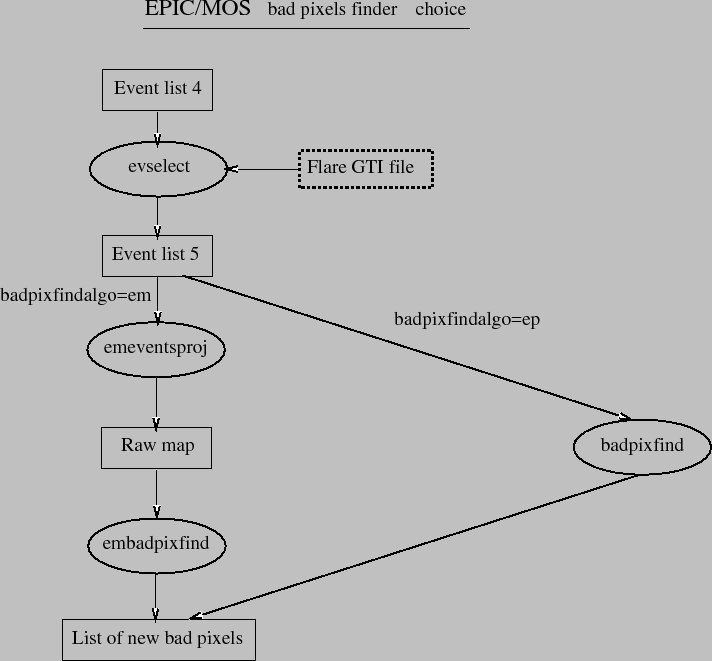 EPIC/MOS bad pixels finder choice
Event list 4
evselect
Flare GTI file
Event list 5
badpixfindalgo=em
badpixfindalgo=ep
emeventsproj
Raw map
badpixfind
embadpixfind
List of new bad pixels